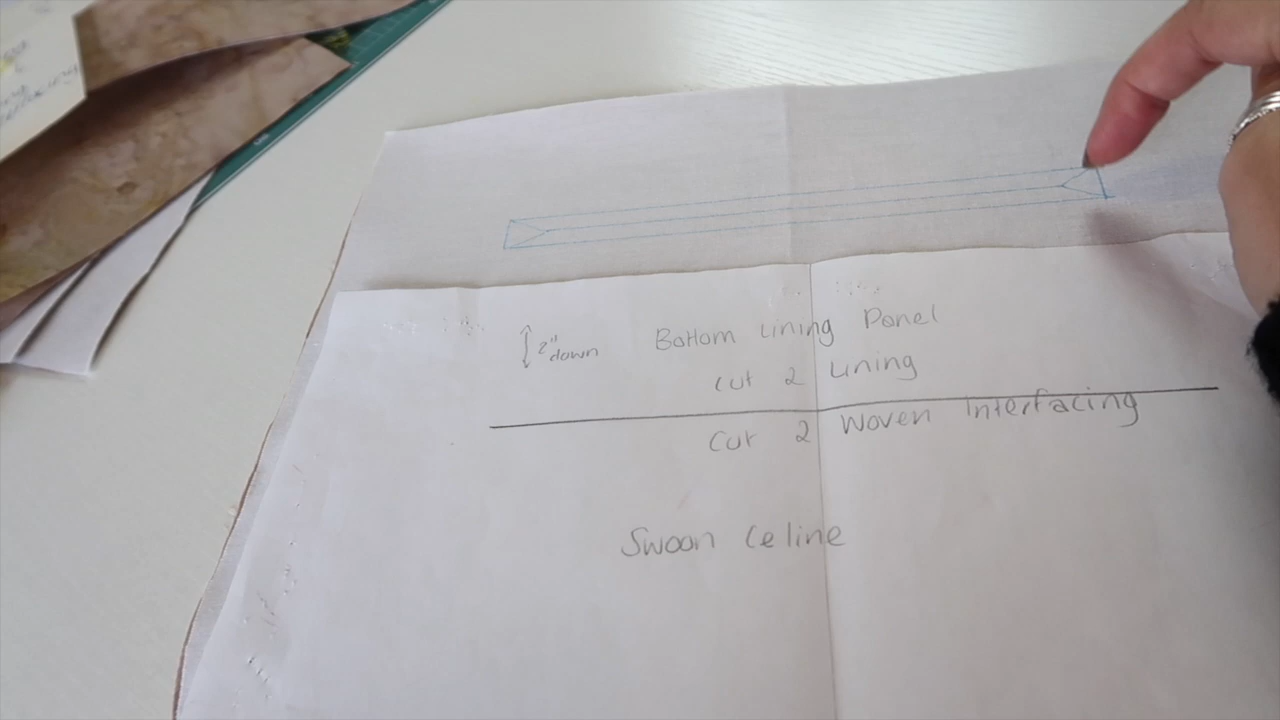 2" down
Bottom Lining Panel
Cut 2 Lining
Cut 2 Woven Interfacing
Swoon Celine